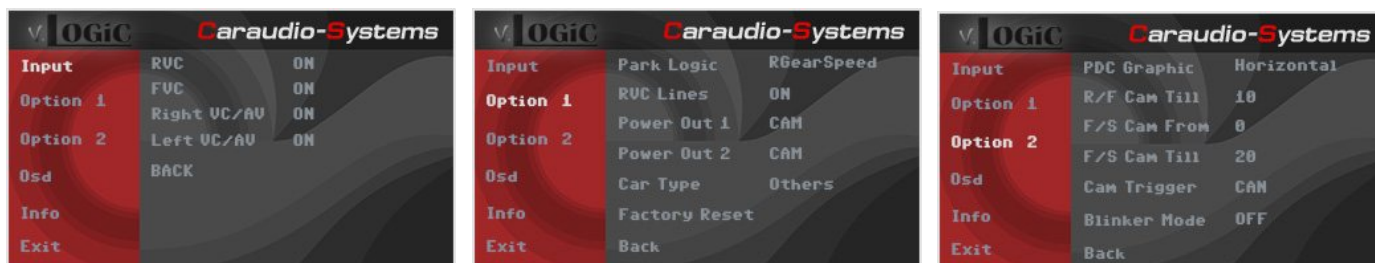 v.LOGiC Caraudio-Systems
Input RVC ON
FVC ON
Option 1 Right VC/AV ON
Option 2 Left VC/AV ON
Osd BACK
Info
Exit
v.LOGiC Caraudio-Systems
Input Park Logic RGearSpeed
Option 1 RVC Lines ON
Power Out 1 CAM
Option 2
Power Out 2 CAM
Osd Car Type Others
Info Factory Reset
Exit Back
v.LOGiC Caraudio-Systems
Input PDC Graphic Horizontal
Option 1 R/F Cam Till 10
F/S Cam From 0
Option 2
F/S Cam Till 20
Osd Cam Trigger CAN
Info Blinker Mode OFF
Exit Back